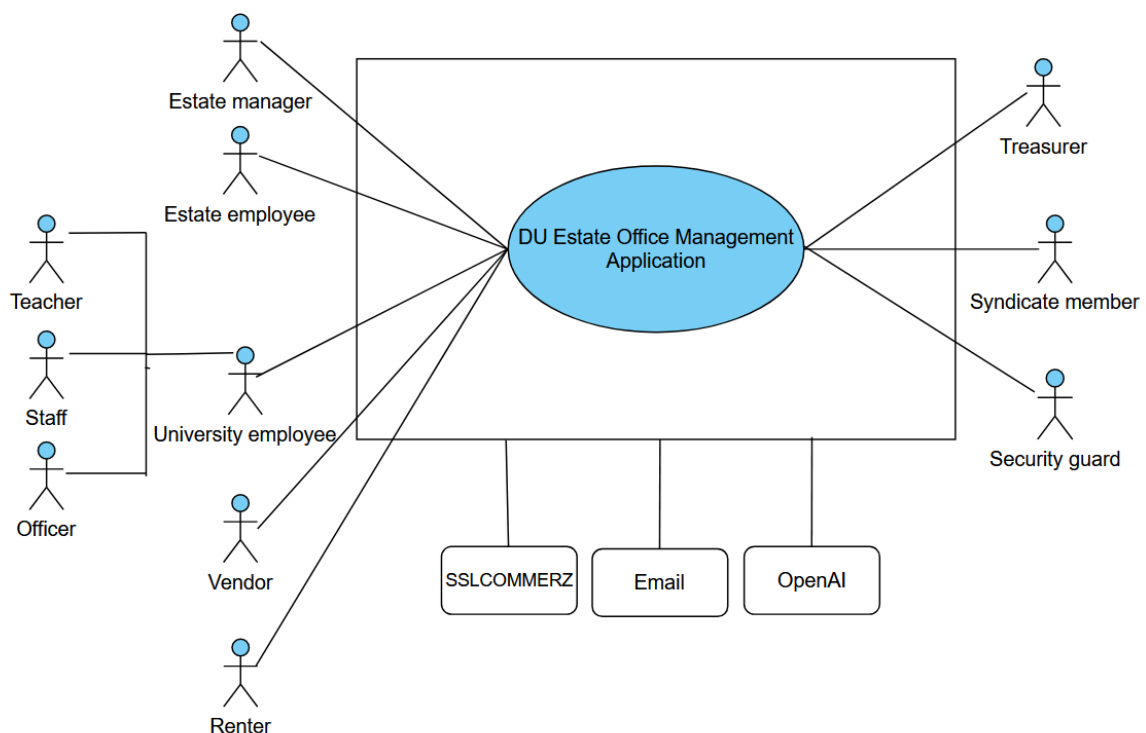 Estate manager
Treasurer
Estate employee
DU Estate Office Management
Application
Teacher
Syndicate member
Staff
University employee
Security guard
Officer
Vendor
SSLCOMMERZ
Email
OpenAI
Renter